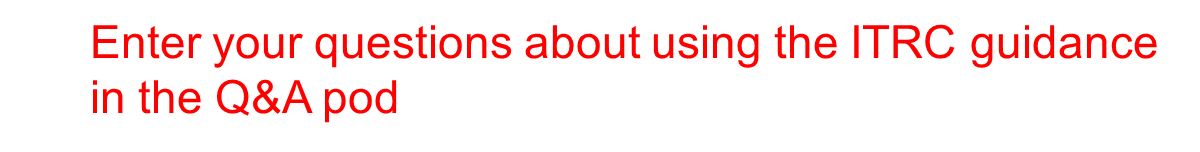 Enter your questions about using the ITRC guidance
in the Q&A pod